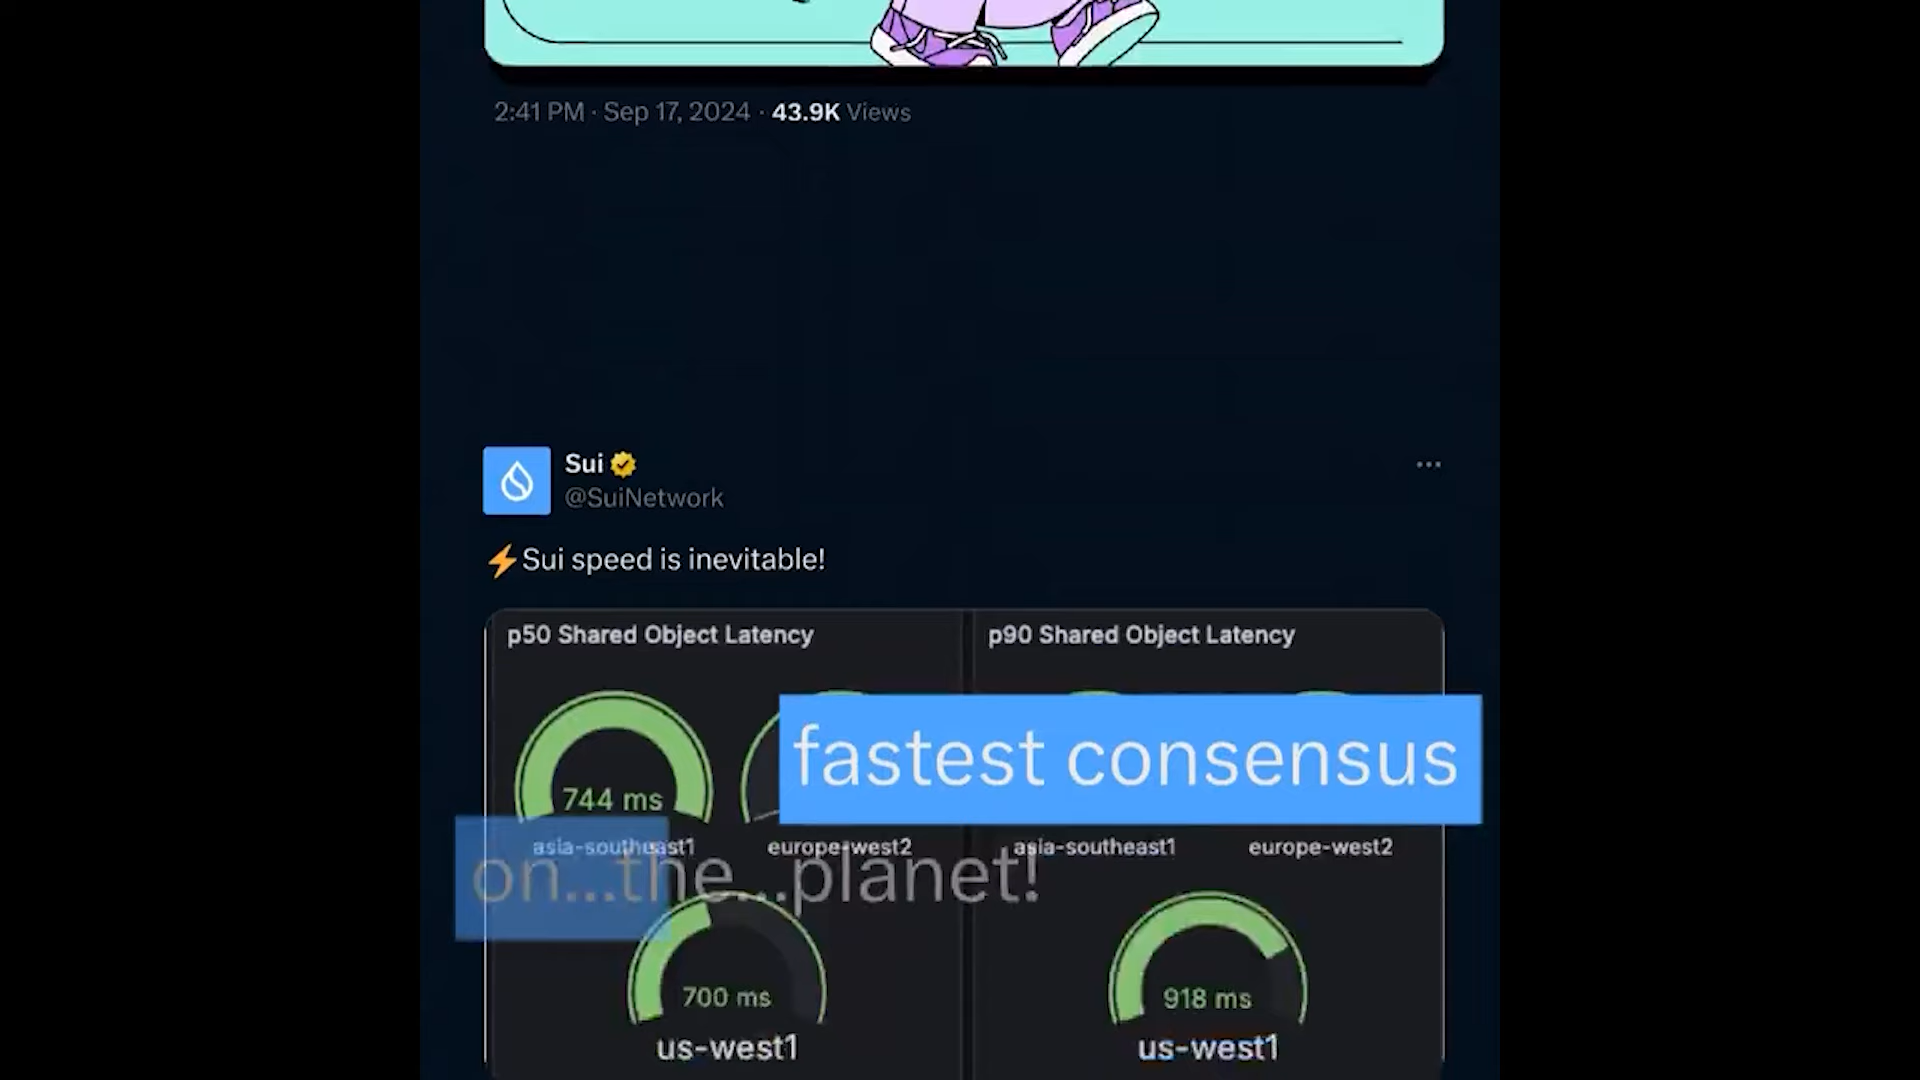 2:41 PM · Sep 17, 2024 · 43.9K Views
Sui
@SuiNetwork
⚡Sui speed is inevitable!
p50 Shared Object Latency
p90 Shared Object Latency
fastest consensus
744 ms
asia-southeast1
europe-west2
asia-southeast1
europe-west2
on...the...planet!
700 ms
918 ms
us-west1
us-west1